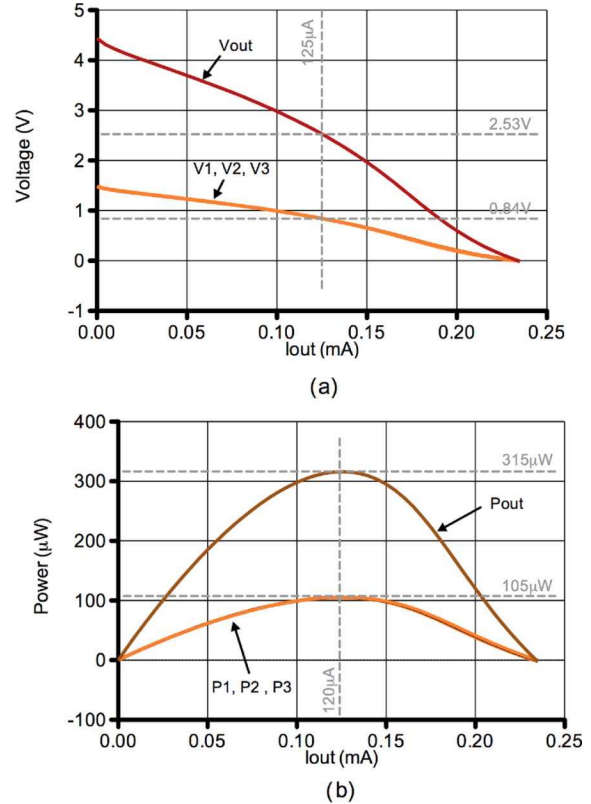 5
4
3
2
1
0
-1
Voltage (V)
Vout
125µA
2.53V
V1, V2, V3
0.84V
0.00 0.05 0.10 0.15 0.20 0.25
Iout (mA)
(a)
400
300
200
100
0
-100
Power (µW)
315µW
Pout
105µW
P1, P2 , P3
120µA
0.00 0.05 0.10 0.15 0.20 0.25
Iout (mA)
(b)